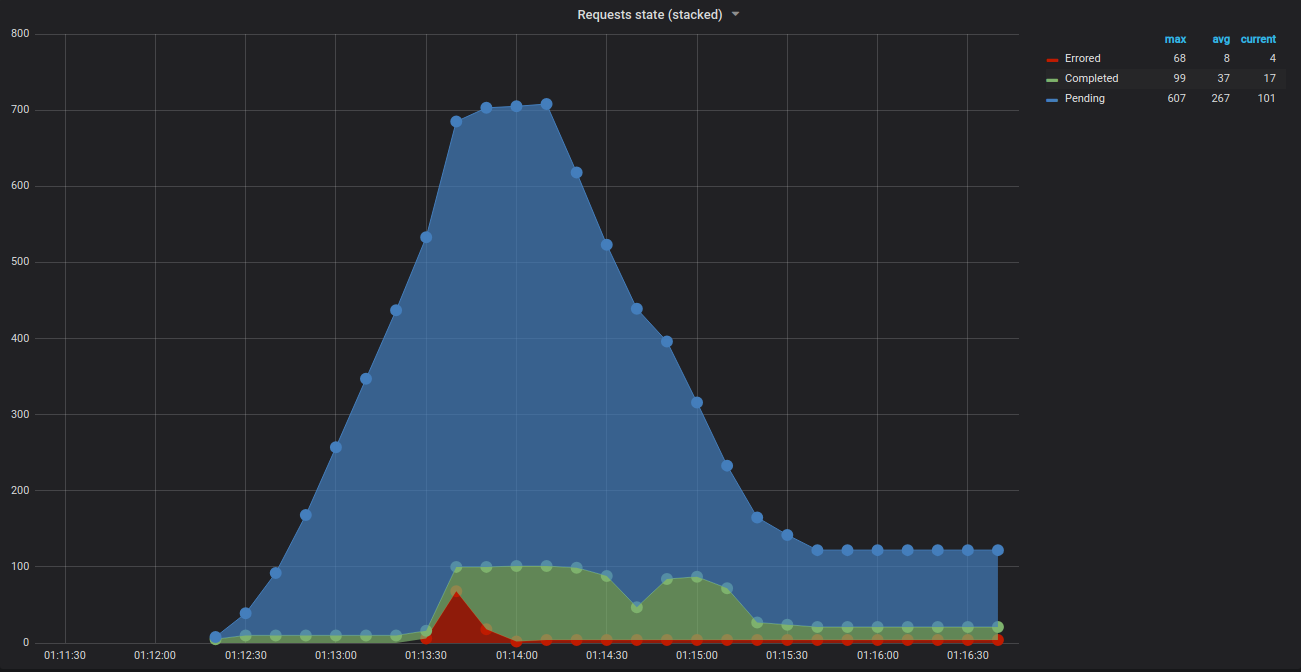 Requests state (stacked)
max avg current
Errored 68 8 4
Completed 99 37 17
Pending 607 267 101
800
700
600
500
400
300
200
100
0
01:11:30 01:12:00 01:12:30 01:13:00 01:13:30 01:14:00 01:14:30 01:15:00 01:15:30 01:16:00 01:16:30